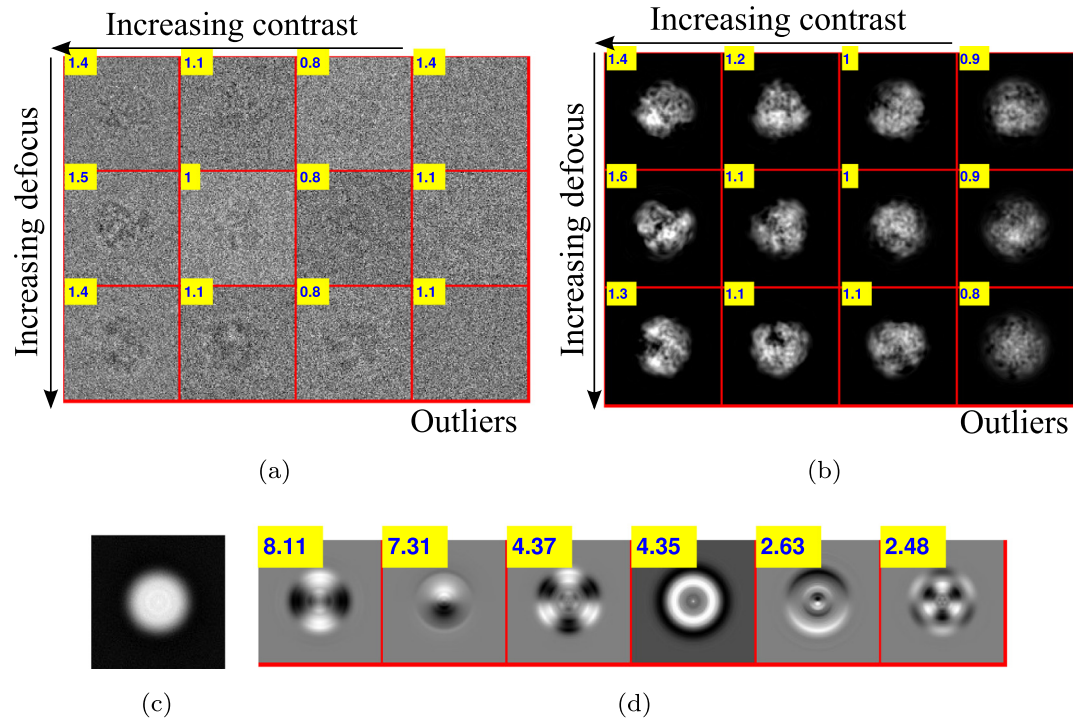 Increasing contrast
Increasing defocus
1.4 1.1 0.8 1.4
1.5 1 0.8 1.1
1.4 1.1 0.8 1.1
Outliers
(a)
Increasing contrast
Increasing defocus
1.4 1.2 1 0.9
1.6 1.1 1 0.9
1.3 1.1 1.1 0.8
Outliers
(b)
(c)
8.11 7.31 4.37 4.35 2.63 2.48
(d)